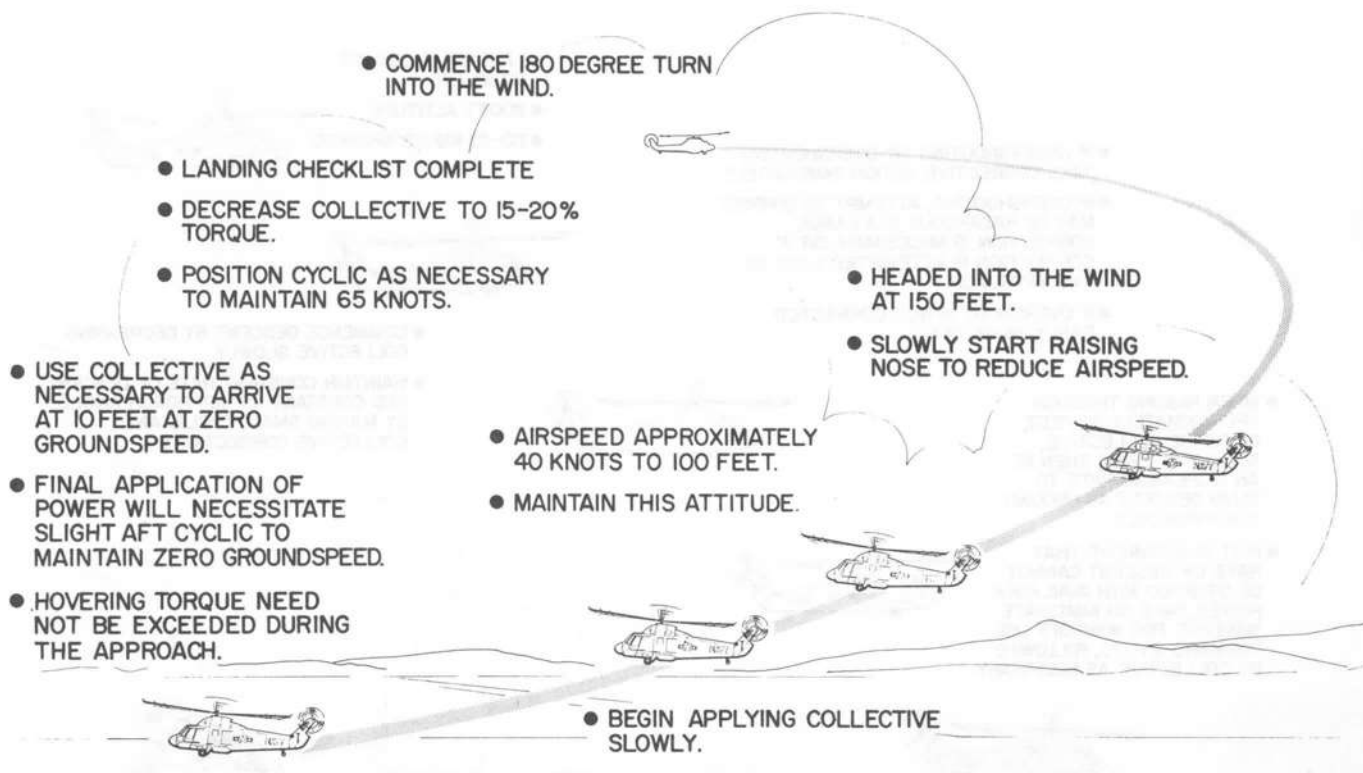 ● COMMENCE 180 DEGREE TURN
INTO THE WIND.
● LANDING CHECKLIST COMPLETE
● DECREASE COLLECTIVE TO 15-20%
TORQUE.
● POSITION CYCLIC AS NECESSARY
TO MAINTAIN 65 KNOTS.
● HEADED INTO THE WIND
AT 150 FEET.
● SLOWLY START RAISING
NOSE TO REDUCE AIRSPEED.
● USE COLLECTIVE AS
NECESSARY TO ARRIVE
AT 10 FEET AT ZERO
GROUNDSPEED.
● FINAL APPLICATION OF
POWER WILL NECESSITATE
SLIGHT AFT CYCLIC TO
MAINTAIN ZERO GROUNDSPEED.
● HOVERING TORQUE NEED
NOT BE EXCEEDED DURING
THE APPROACH.
● AIRSPEED APPROXIMATELY
40 KNOTS TO 100 FEET.
● MAINTAIN THIS ATTITUDE.
● BEGIN APPLYING COLLECTIVE
SLOWLY.